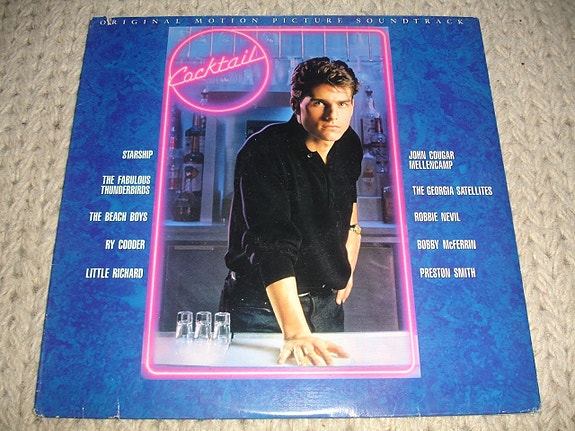 ORIGINAL MOTION PICTURE SOUNDTRACK
Cocktail
STARSHIP
THE FABULOUS
THUNDERBIRDS
THE BEACH BOYS
RY COODER
LITTLE RICHARD
JOHN COUGAR
MELLENCAMP
THE GEORGIA SATELLITES
ROBBIE NEVIL
BOBBY McFERRIN
PRESTON SMITH